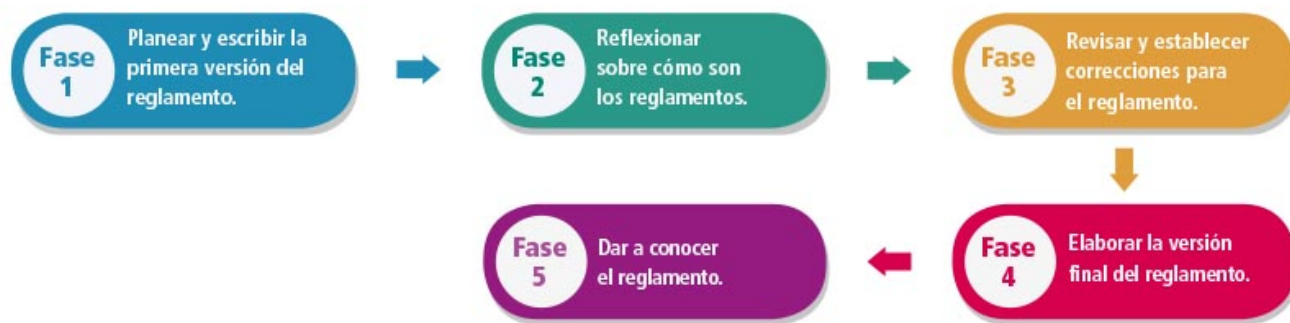 Fase
1
Planear y escribir la
primera versión del
reglamento.
Fase
2
Reflexionar
sobre cómo son
los reglamentos.
Fase
3
Revisar y establecer
correcciones para
el reglamento.
Fase
4
Elaborar la versión
final del reglamento.
Fase
5
Dar a conocer
el reglamento.